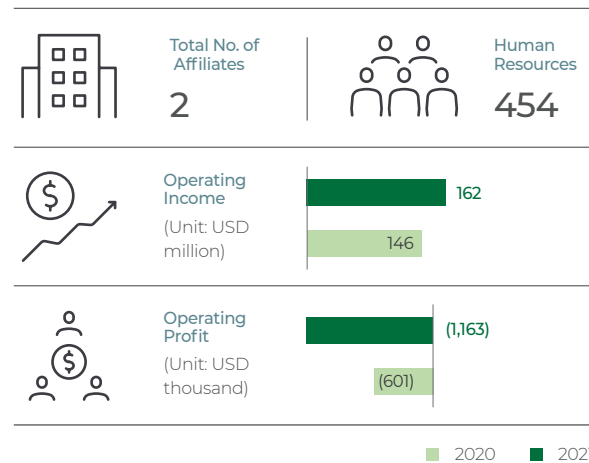 Total No. of
Affiliates
2
Human
Resources
454
$
Operating
Income
(Unit: USD
million)
162
146
$
Operating
Profit
(Unit: USD
thousand)
(1,163)
(601)
2020